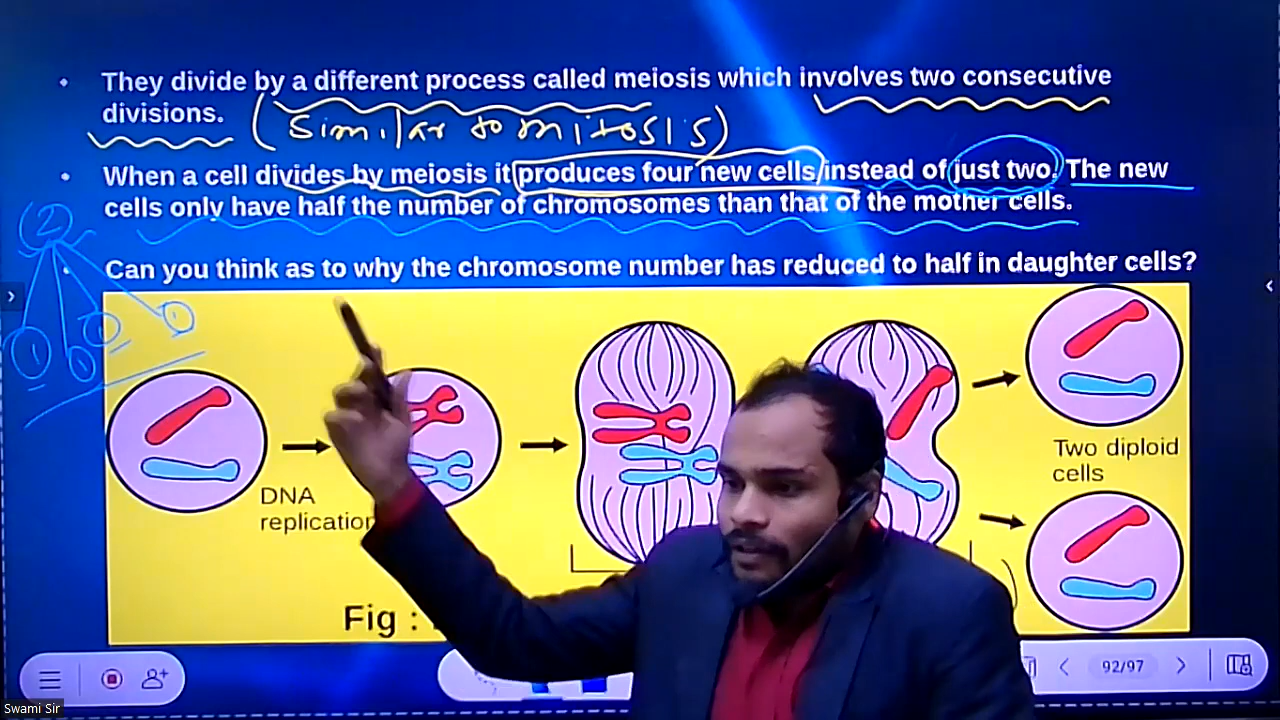 They divide by a different process called meiosis which involves two consecutive
divisions. (Similar to mitosis)
When a cell divides by meiosis it produces four new cells instead of just two. The new
cells only have half the number of chromosomes than that of the mother cells.
2
Can you think as to why the chromosome number has reduced to half in daughter cells?
1
Two diploid
cells
DNA
replication
Fig :
92/97
Swami Sir